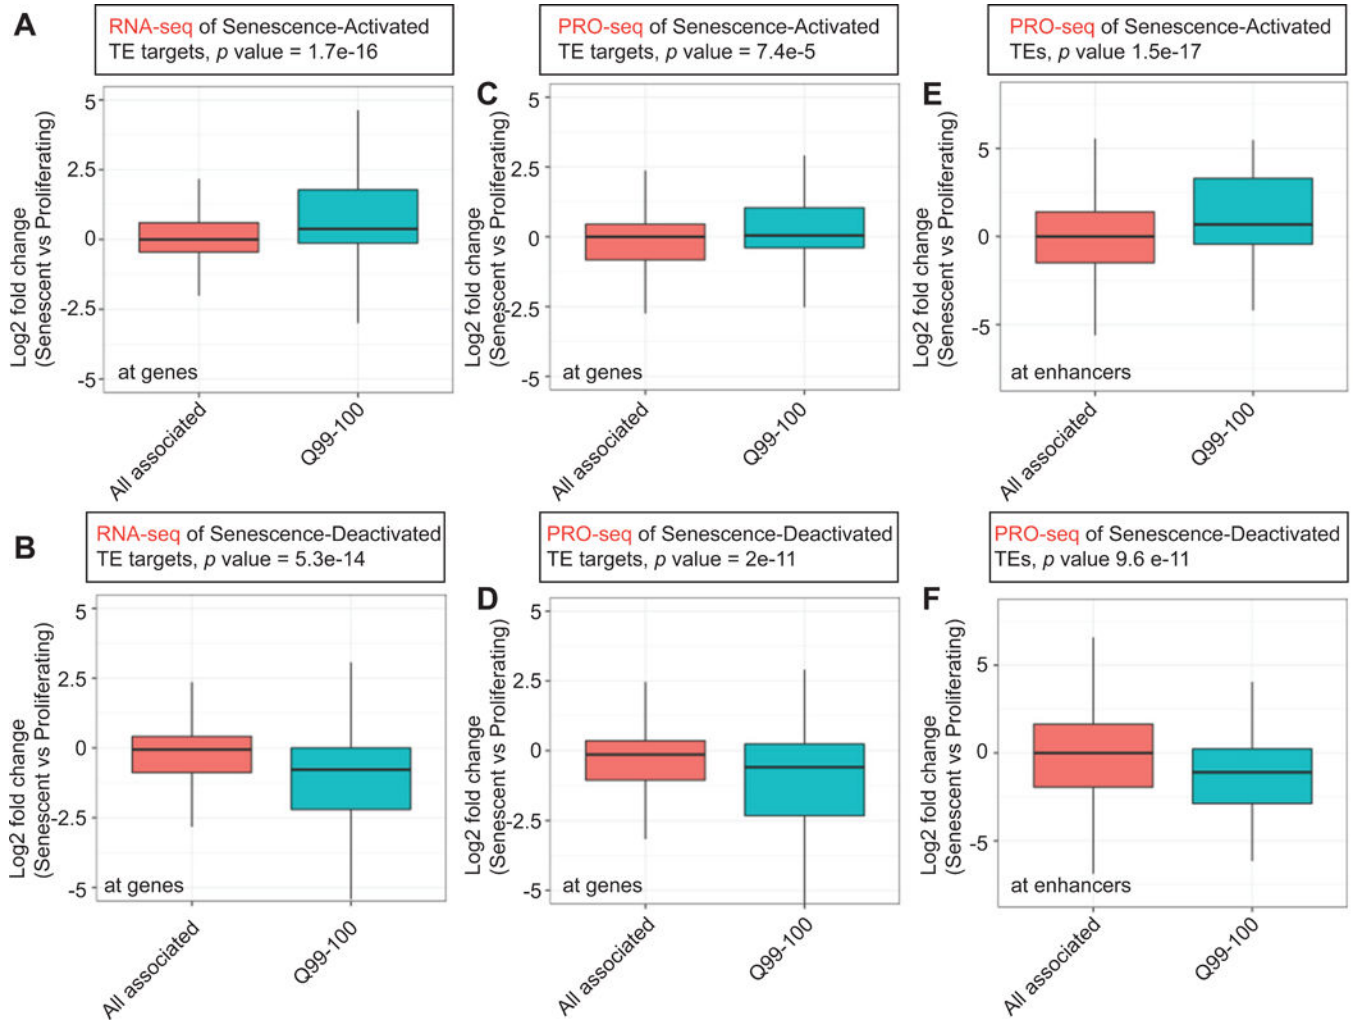 A
RNA-seq of Senescence-Activated
TE targets, p value = 1.7e-16
Log2 fold change
(Senescent vs Proliferating)
5
2.5
0
-2.5
-5
at genes
All associated
Q99-100
C
PRO-seq of Senescence-Activated
TE targets, p value = 7.4e-5
Log2 fold change
(Senescent vs Proliferating)
5
2.5
0
-2.5
-5
at genes
All associated
Q99-100
E
PRO-seq of Senescence-Activated
TEs, p value 1.5e-17
Log2 fold change
(Senescent vs Proliferating)
5
0
-5
at enhancers
All associated
Q99-100
B
RNA-seq of Senescence-Deactivated
TE targets, p value = 5.3e-14
Log2 fold change
(Senescent vs Proliferating)
5
2.5
0
-2.5
-5
at genes
All associated
Q99-100
D
PRO-seq of Senescence-Deactivated
TE targets, p value = 2e-11
Log2 fold change
(Senescent vs Proliferating)
5
2.5
0
-2.5
-5
at genes
All associated
Q99-100
F
PRO-seq of Senescence-Deactivated
TEs, p value 9.6 e-11
Log2 fold change
(Senescent vs Proliferating)
5
0
-5
at enhancers
All associated
Q99-100